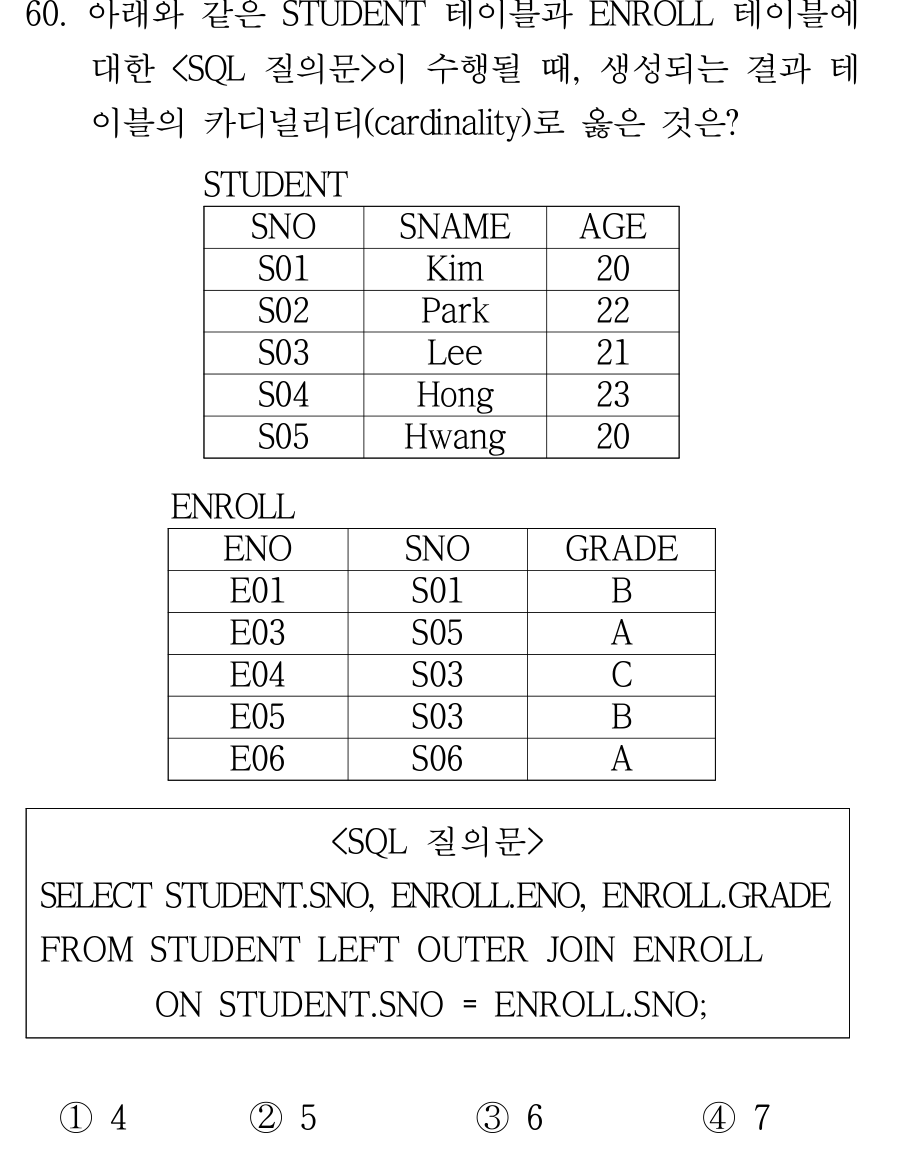 60. 아래와 같은 STUDENT 테이블과 ENROLL 테이블에
대한 <SQL 질의문>이 수행될 때, 생성되는 결과 테
이블의 카디널리티(cardinality)로 옳은 것은?
STUDENT
SNO SNAME AGE
S01 Kim 20
S02 Park 22
S03 Lee 21
S04 Hong 23
S05 Hwang 20
ENROLL
ENO SNO GRADE
E01 S01 B
E03 S05 A
E04 S03 C
E05 S03 B
E06 S06 A
<SQL 질의문>
SELECT STUDENT.SNO, ENROLL.ENO, ENROLL.GRADE
FROM STUDENT LEFT OUTER JOIN ENROLL
ON STUDENT.SNO = ENROLL.SNO;
① 4 ② 5 ③ 6 ④ 7